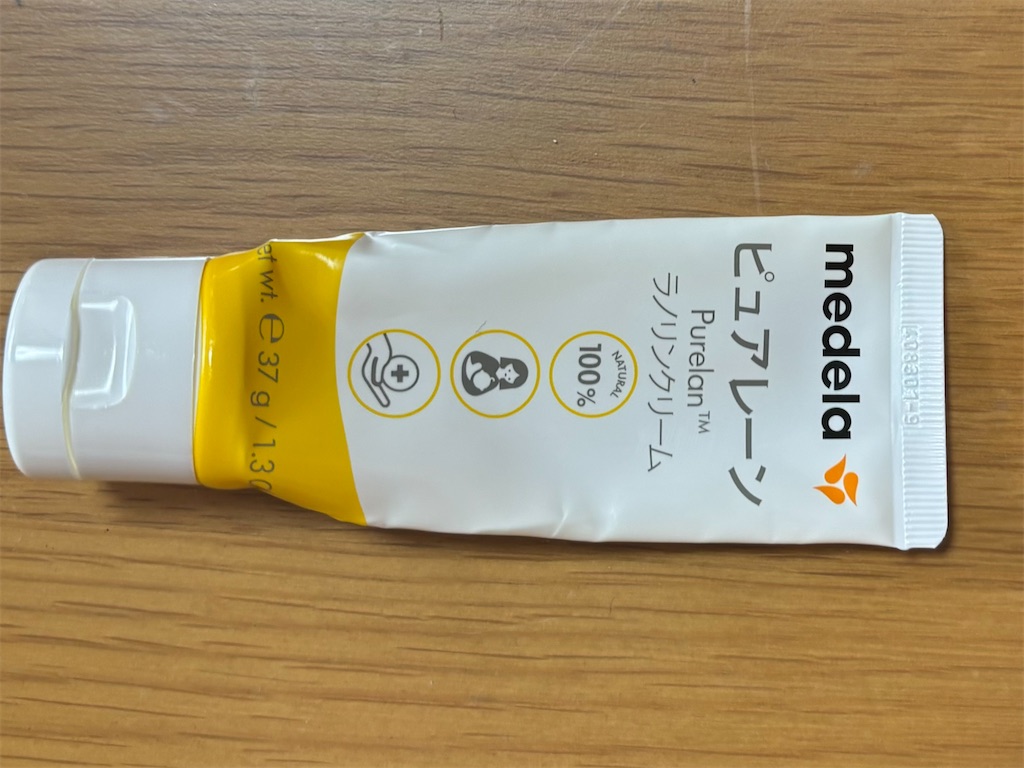 medela
ピュアレーン
Purelan™
ラノリンクリーム
NATURAL
100%
wt. ℮ 37 g / 1.3